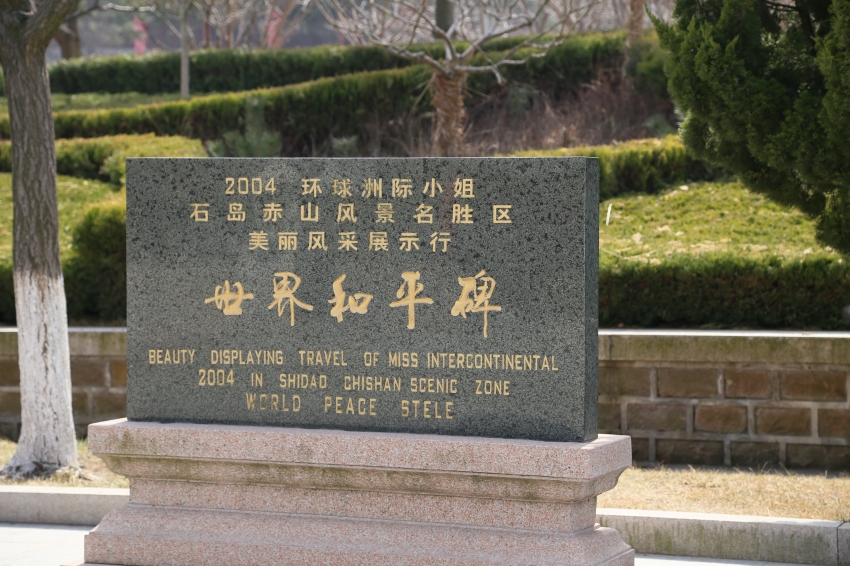 2004 环球洲际小姐
石岛赤山风景名胜区
美丽风采展示行
世界和平碑
BEAUTY DISPLAYING TRAVEL OF MISS INTERCONTINENTAL
2004 IN SHIDAO CHISHAN SCENIC ZONE
WORLD PEACE STELE